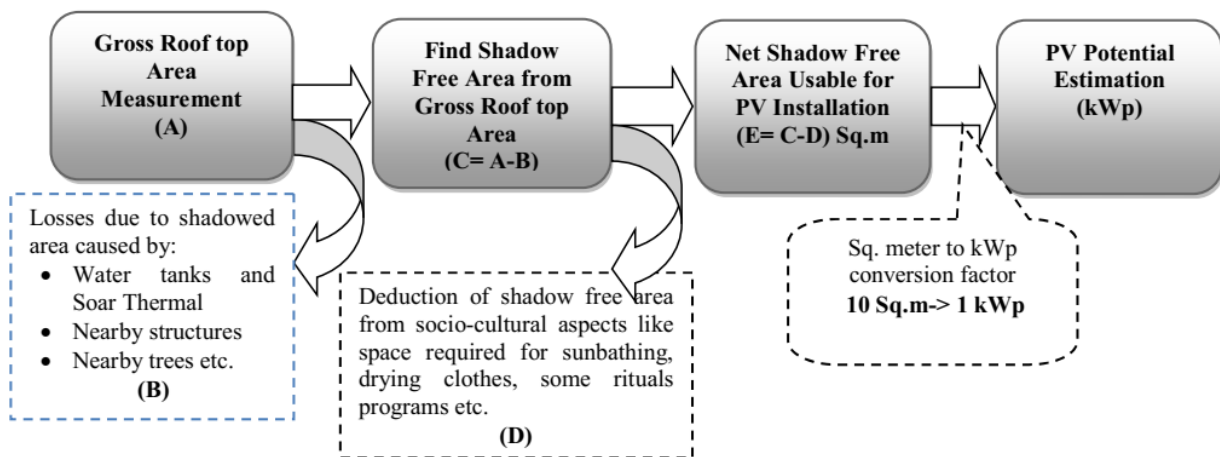 Gross Roof top
Area
Measurement
(A)
Find Shadow
Free Area from
Gross Roof top
Area
(C= A-B)
Net Shadow Free
Area Usable for
PV Installation
(E= C-D) Sq.m
PV Potential
Estimation
(kWp)
Losses due to shadowed
area caused by:
• Water tanks and
Soar Thermal
• Nearby structures
• Nearby trees etc.
(B)
Deduction of shadow free area
from socio-cultural aspects like
space required for sunbathing,
drying clothes, some rituals
programs etc.
(D)
Sq. meter to kWp
conversion factor
10 Sq.m-> 1 kWp